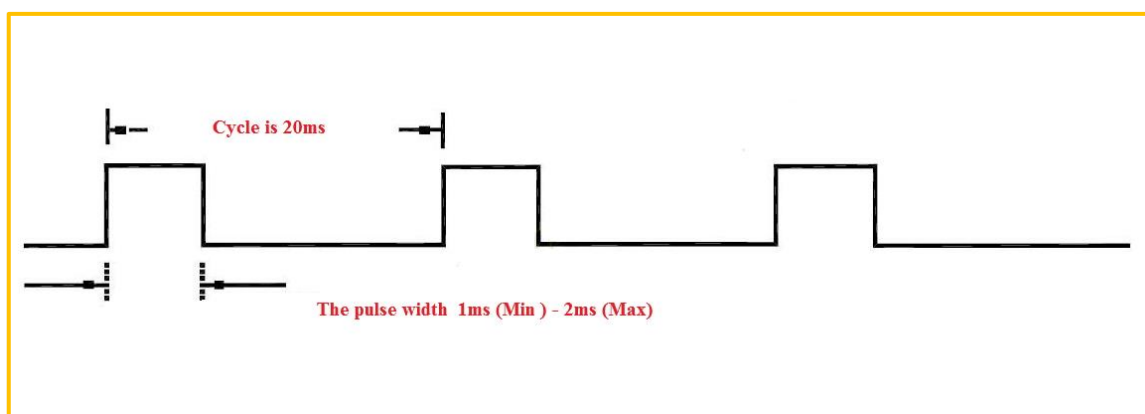 Cycle is 20ms
The pulse width 1ms (Min ) - 2ms (Max)